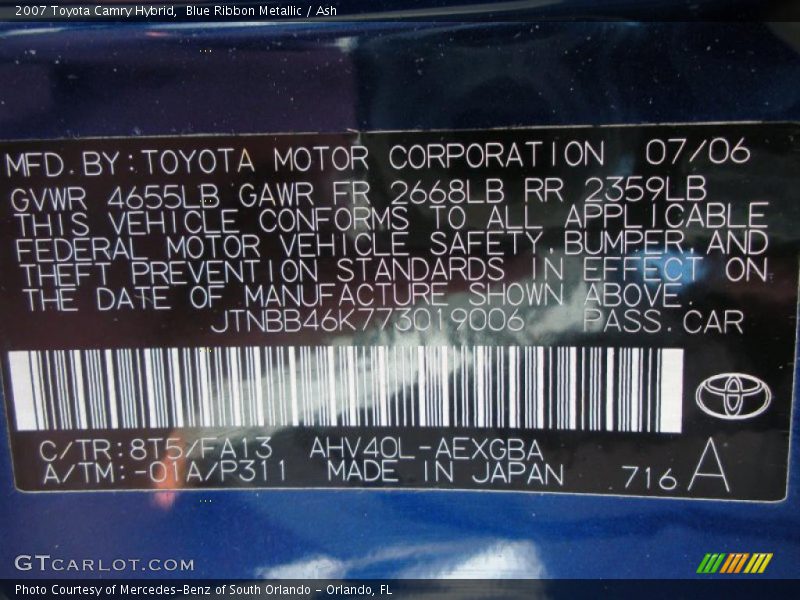 2007 Toyota Camry Hybrid, Blue Ribbon Metallic / Ash
MFD.BY:TOYOTA MOTOR CORPORATION 07/06
GVWR 4655LB GAWR FR 2668LB RR 2359LB
THIS VEHICLE CONFORMS TO ALL APPLICABLE
FEDERAL MOTOR VEHICLE SAFETY,BUMPER,AND
THEFT PREVENTION STANDARDS IN EFFECT ON
THE DATE OF MANUFACTURE SHOWN ABOVE.
JTNBB46K773019006 PASS.CAR
C/TR:8T5/FA13 AHV40L-AEXGBA
A/TM:-01A/P311 MADE IN JAPAN 716 A
GTCARLOT.COM
Photo Courtesy of Mercedes-Benz of South Orlando - Orlando, FL